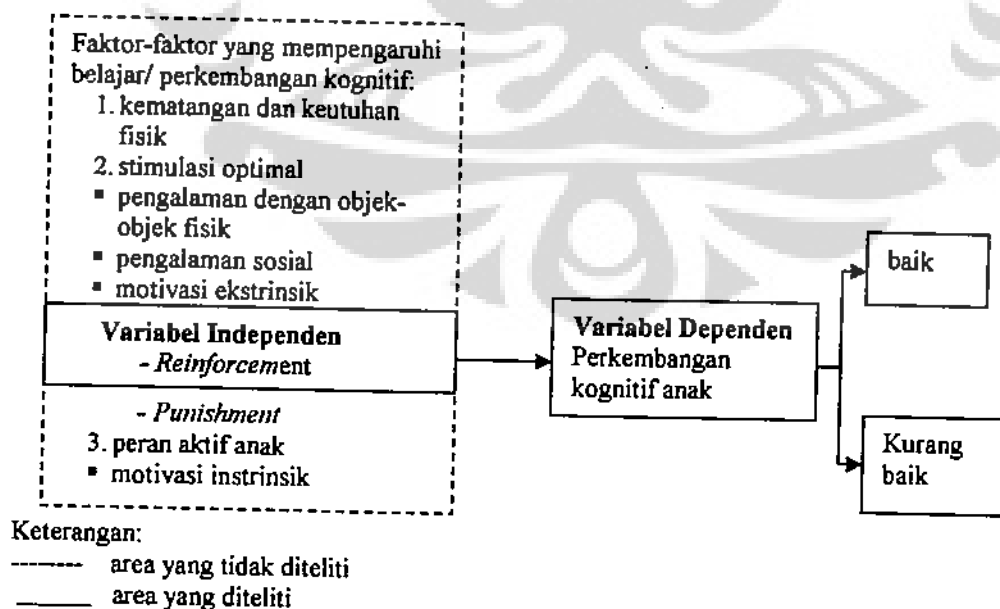 Faktor-faktor yang mempengaruhi
belajar/ perkembangan kognitif:
1. kematangan dan keutuhan
fisik
2. stimulasi optimal
▪ pengalaman dengan objek-
objek fisik
▪ pengalaman sosial
▪ motivasi ekstrinsik
Variabel Independen
- Reinforcement
- Punishment
3. peran aktif anak
▪ motivasi instrinsik
Variabel Dependen
Perkembangan
kognitif anak
baik
Kurang
baik
Keterangan:
-------- area yang tidak diteliti
______ area yang diteliti